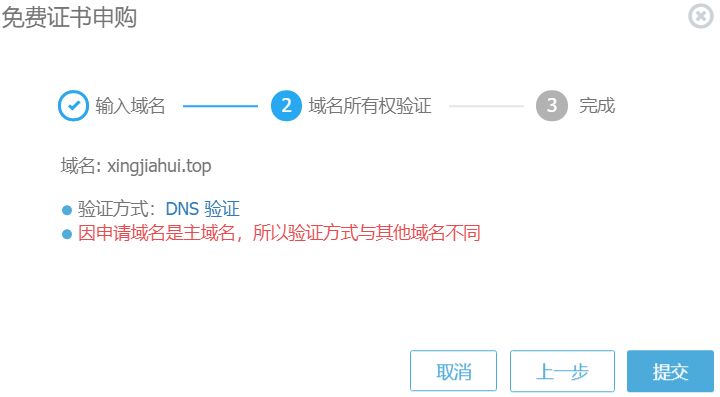 免费证书申购
输入域名 2 域名所有权验证 3 完成
域名: xingjiahui.top
验证方式：DNS 验证
因申请域名是主域名，所以验证方式与其他域名不同
取消 上一步 提交